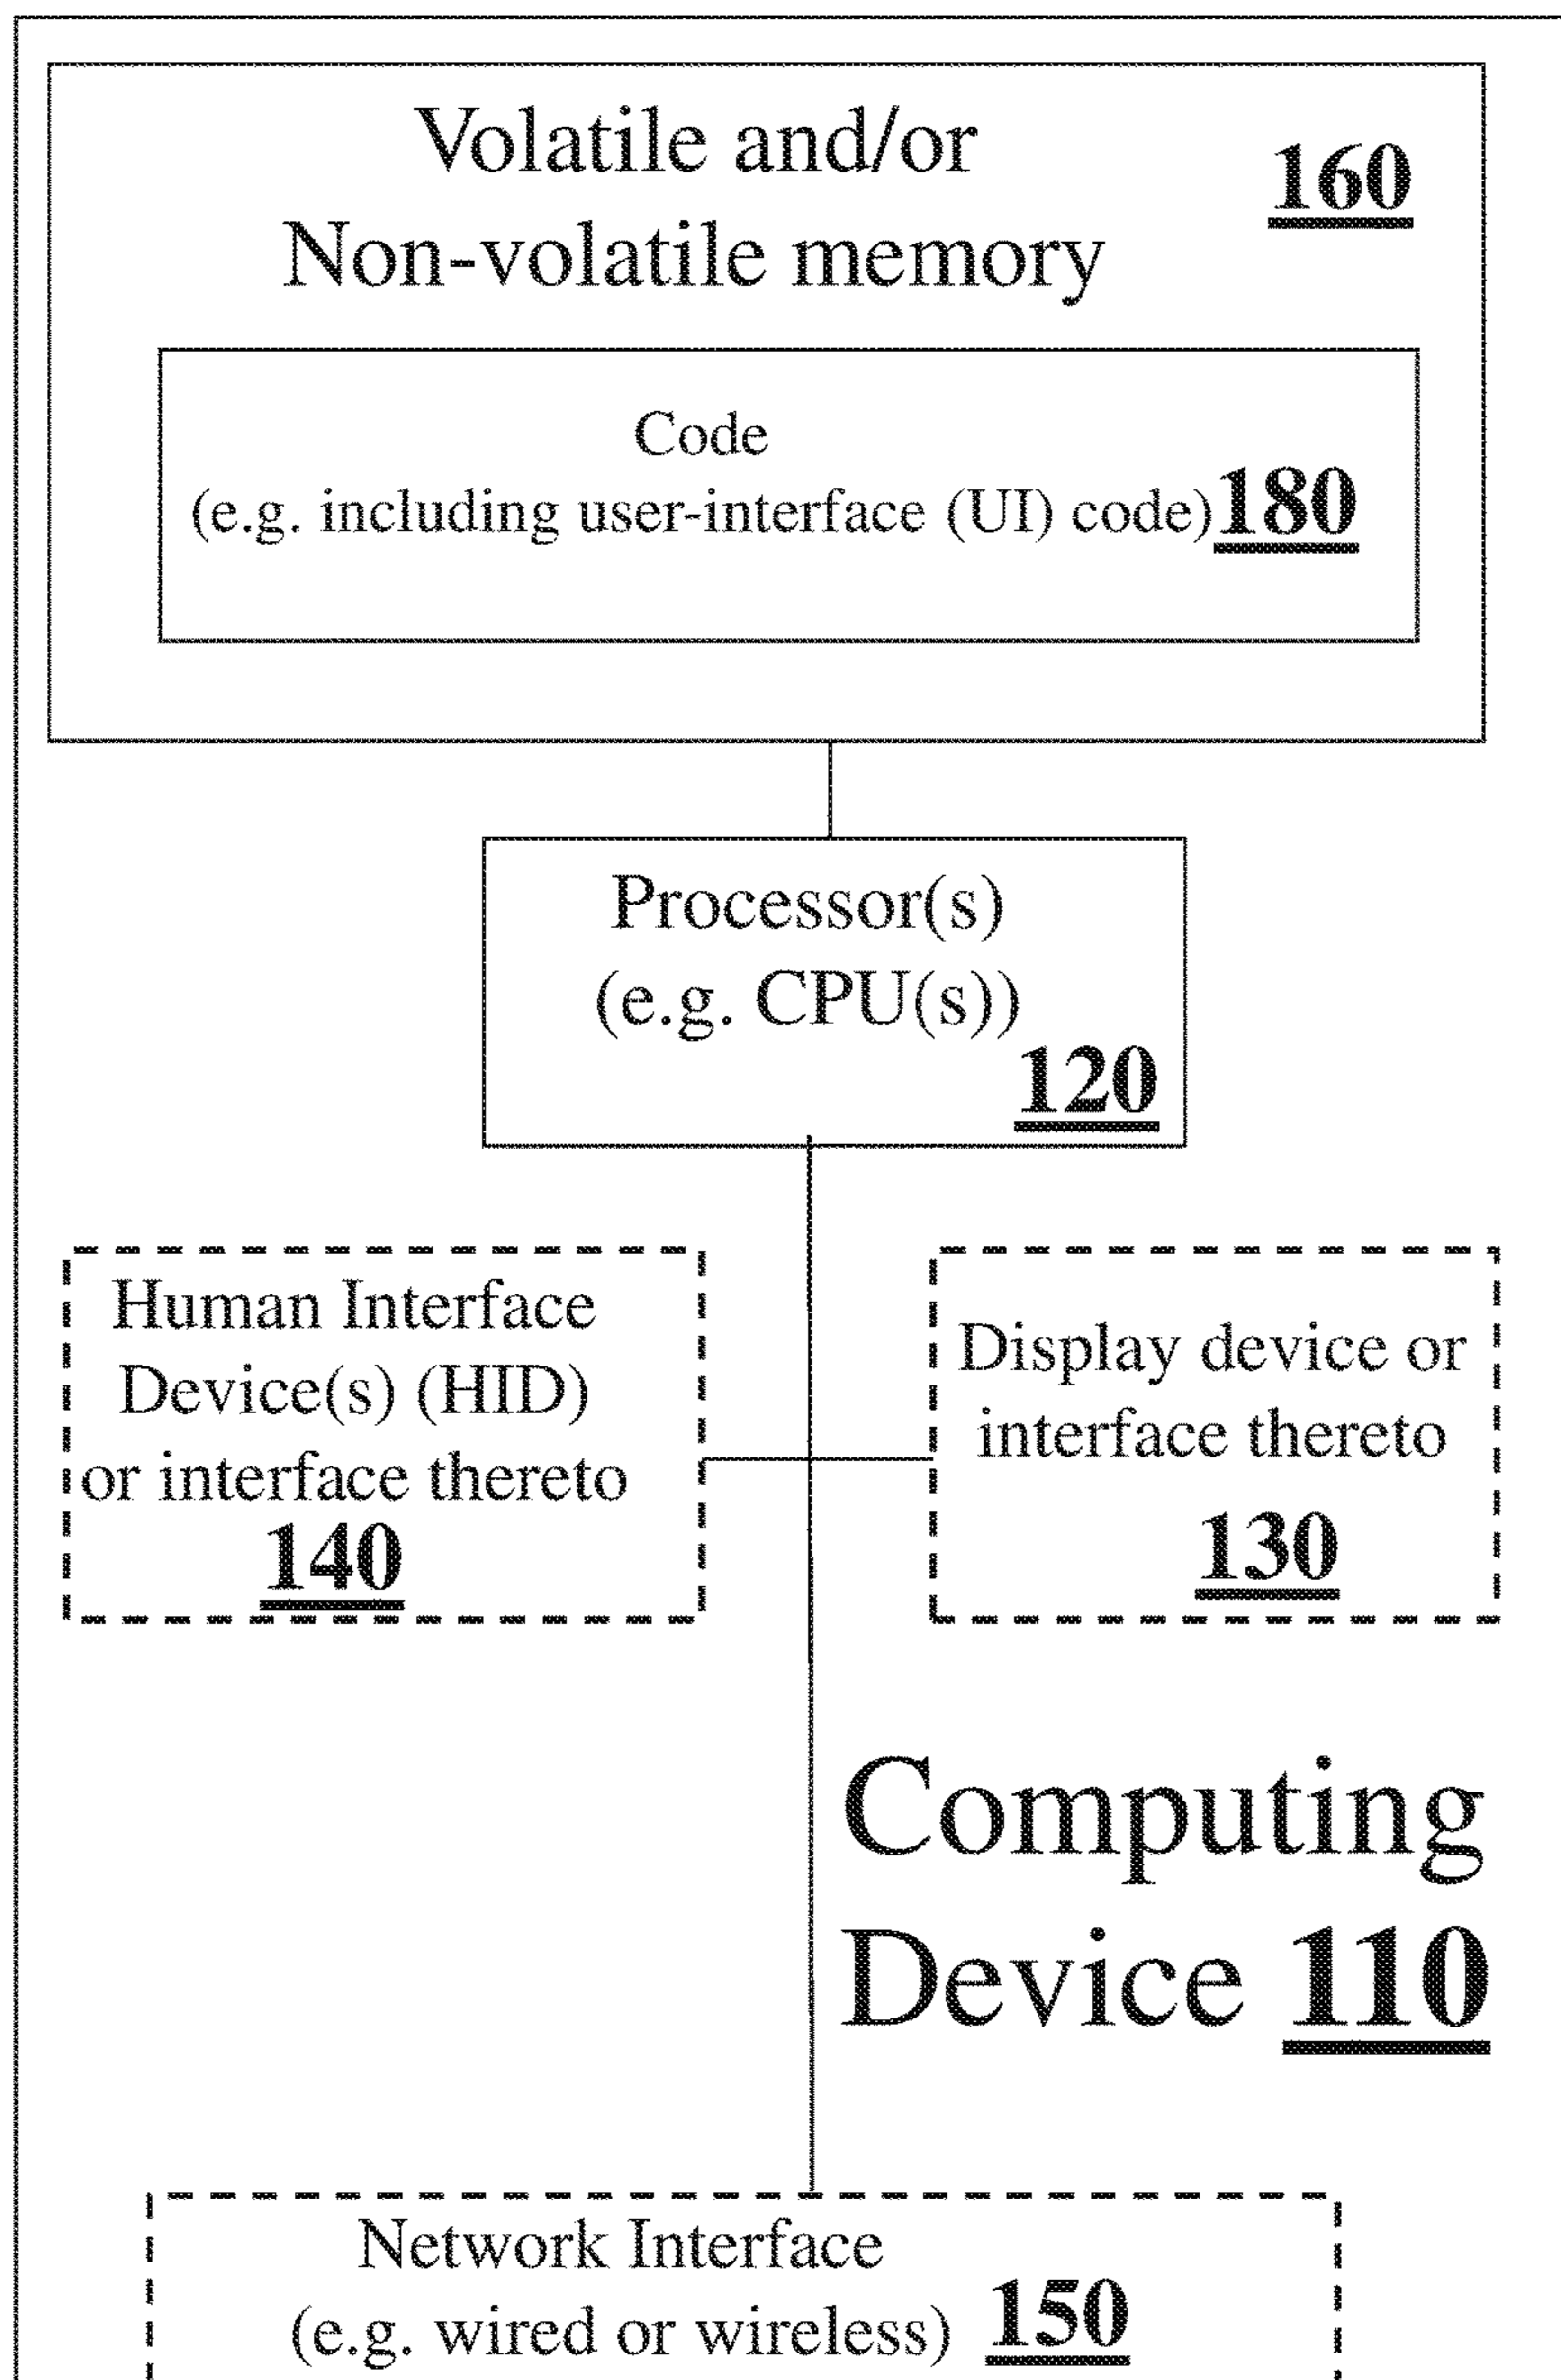 Volatile and/or
Non-volatile memory
160
Code
(e.g. including user-interface (UI) code) 180
Processor(s)
(e.g. CPU(s))
120
Human Interface
Device(s) (HID)
or interface thereto
140
Display device or
interface thereto
130
Computing
Device 110
Network Interface
(e.g. wired or wireless) 150